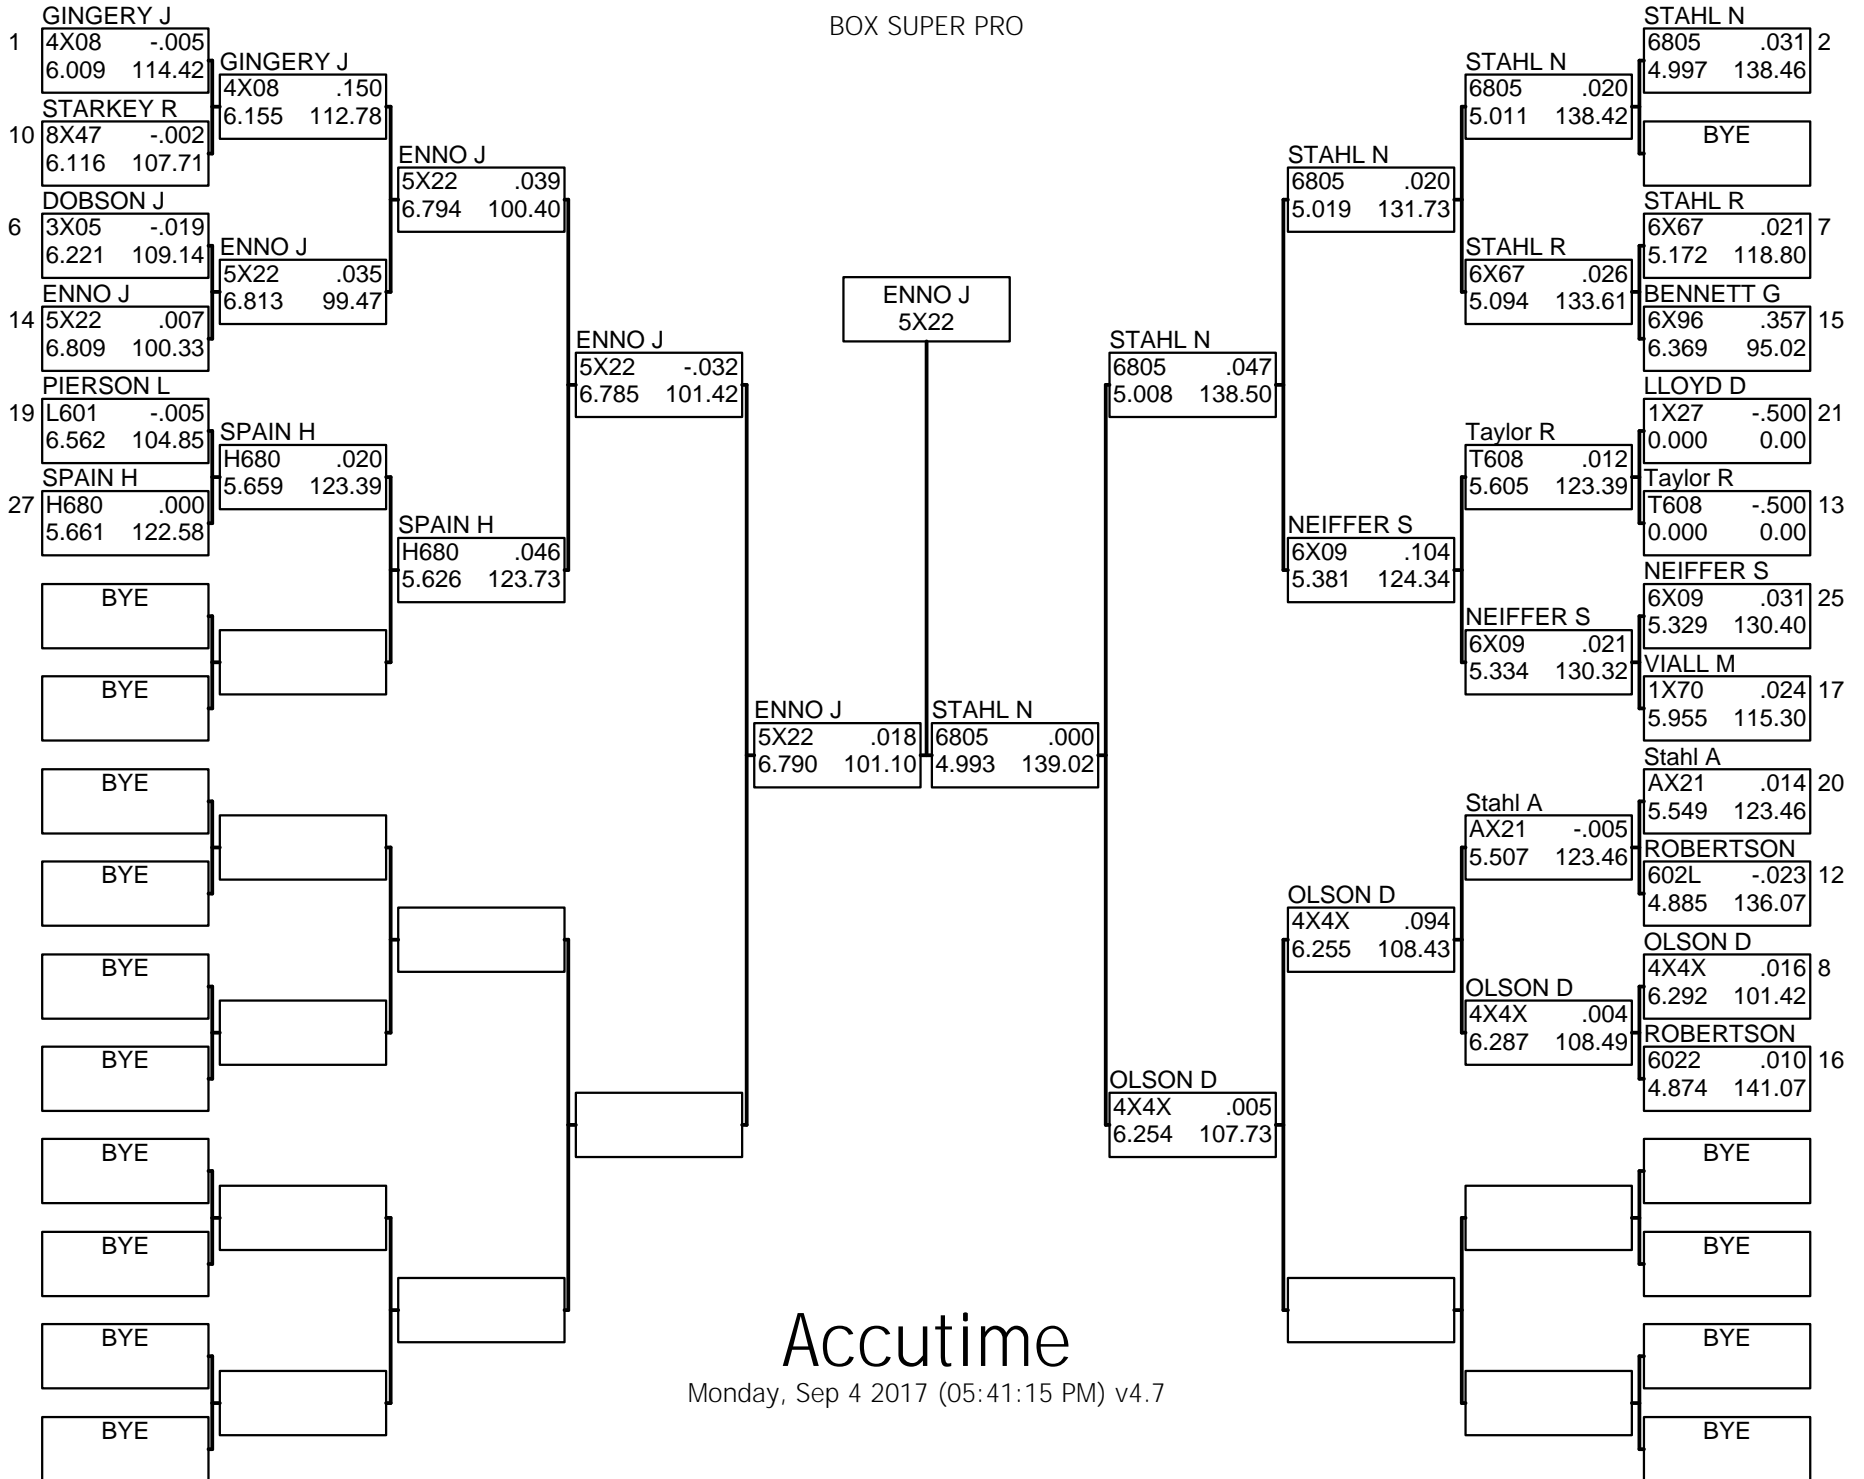 BOX SUPER PRO
GINGERY J
1
4X08 -.005
6.009 114.42
STARKEY R
10
8X47 -.002
6.116 107.71
DOBSON J
6
3X05 -.019
6.221 109.14
ENNO J
14
5X22 .007
6.809 100.33
PIERSON L
19
L601 -.005
6.562 104.85
SPAIN H
27
H680 .000
5.661 122.58
BYE
BYE
BYE
BYE
BYE
BYE
BYE
BYE
BYE
BYE
GINGERY J
4X08 .150
6.155 112.78
ENNO J
5X22 .035
6.813 99.47
SPAIN H
H680 .020
5.659 123.39
ENNO J
5X22 .039
6.794 100.40
SPAIN H
H680 .046
5.626 123.73
ENNO J
5X22 -.032
6.785 101.42
ENNO J
5X22 .018
6.790 101.10
ENNO J
5X22
STAHL N
6805 .000
4.993 139.02
STAHL N
6805 .047
5.008 138.50
OLSON D
4X4X .005
6.254 107.73
STAHL N
6805 .020
5.019 131.73
NEIFFER S
6X09 .104
5.381 124.34
OLSON D
4X4X .094
6.255 108.43
STAHL N
6805 .020
5.011 138.42
STAHL R
6X67 .026
5.094 133.61
Taylor R
T608 .012
5.605 123.39
NEIFFER S
6X09 .021
5.334 130.32
Stahl A
AX21 -.005
5.507 123.46
OLSON D
4X4X .004
6.287 108.49
STAHL N
6805 .031 2
4.997 138.46
BYE
STAHL R
6X67 .021 7
5.172 118.80
BENNETT G
6X96 .357 15
6.369 95.02
LLOYD D
1X27 -.500 21
0.000 0.00
Taylor R
T608 -.500 13
0.000 0.00
NEIFFER S
6X09 .031 25
5.329 130.40
VIALL M
1X70 .024 17
5.955 115.30
Stahl A
AX21 .014 20
5.549 123.46
ROBERTSON
602L -.023 12
4.885 136.07
OLSON D
4X4X .016 8
6.292 101.42
ROBERTSON
6022 .010 16
4.874 141.07
BYE
BYE
BYE
BYE
Accutime
Monday, Sep 4 2017 (05:41:15 PM) v4.7